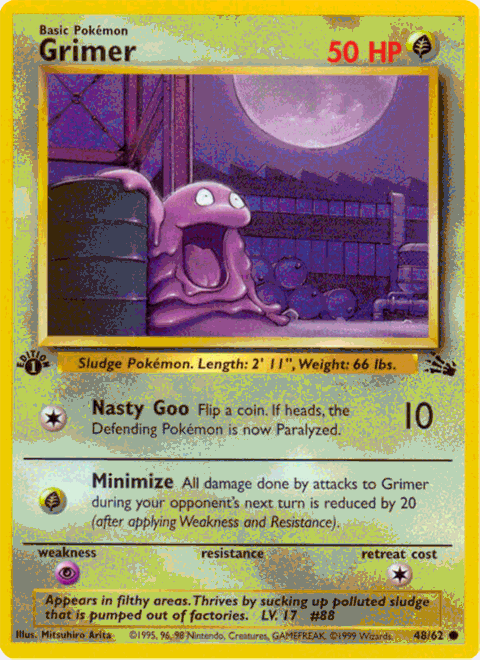 Basic Pokémon
Grimer
50 HP
EDITION
1
Sludge Pokémon. Length: 2' 11", Weight: 66 lbs.
Nasty Goo Flip a coin. If heads, the
Defending Pokémon is now Paralyzed.
10
Minimize All damage done by attacks to Grimer
during your opponent's next turn is reduced by 20
(after applying Weakness and Resistance).
weakness
resistance
retreat cost
Appears in filthy areas. Thrives by sucking up polluted sludge
that is pumped out of factories. LV. 17 #88
Illus. Mitsuhiro Arita
©1995, 96, 98 Nintendo, Creatures, GAMEFREAK. ©1999 Wizards.
48/62